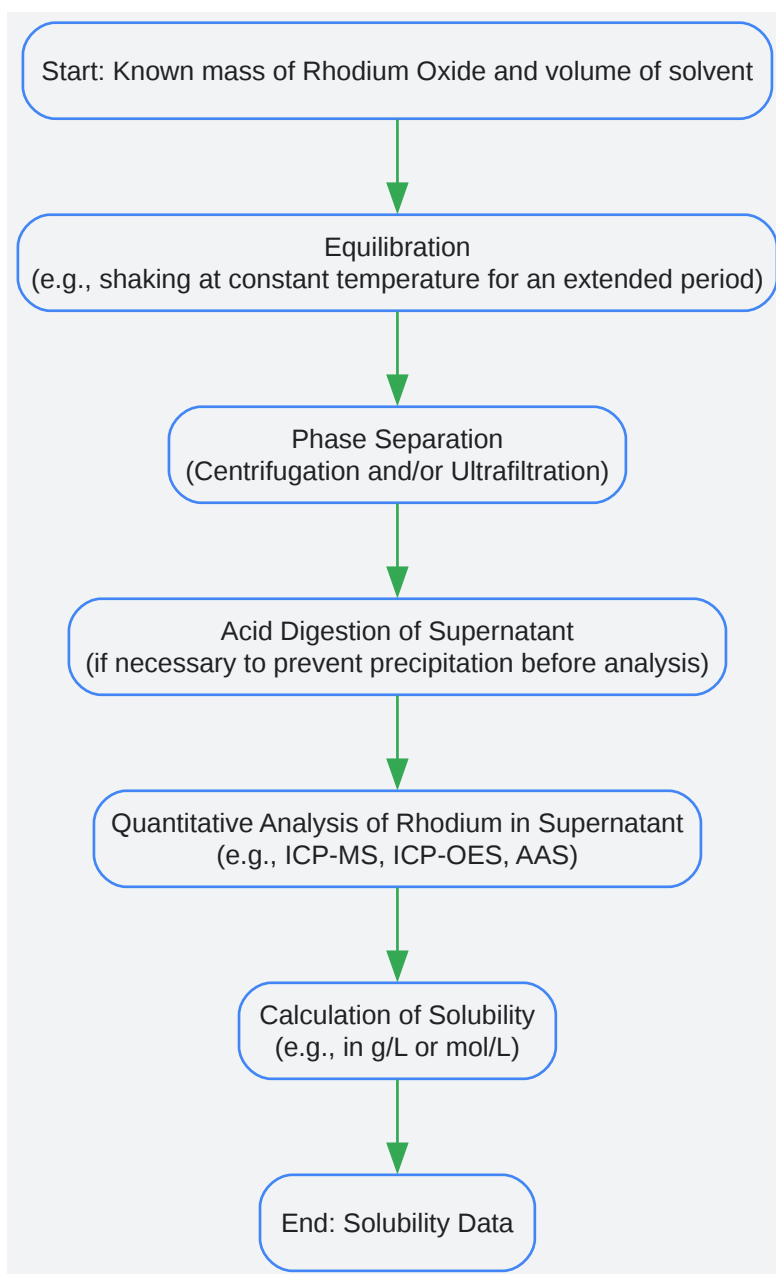 Start: Known mass of Rhodium Oxide and volume of solvent
Equilibration
(e.g., shaking at constant temperature for an extended period)
Phase Separation
(Centrifugation and/or Ultrafiltration)
Acid Digestion of Supernatant
(if necessary to prevent precipitation before analysis)
Quantitative Analysis of Rhodium in Supernatant
(e.g., ICP-MS, ICP-OES, AAS)
Calculation of Solubility
(e.g., in g/L or mol/L)
End: Solubility Data